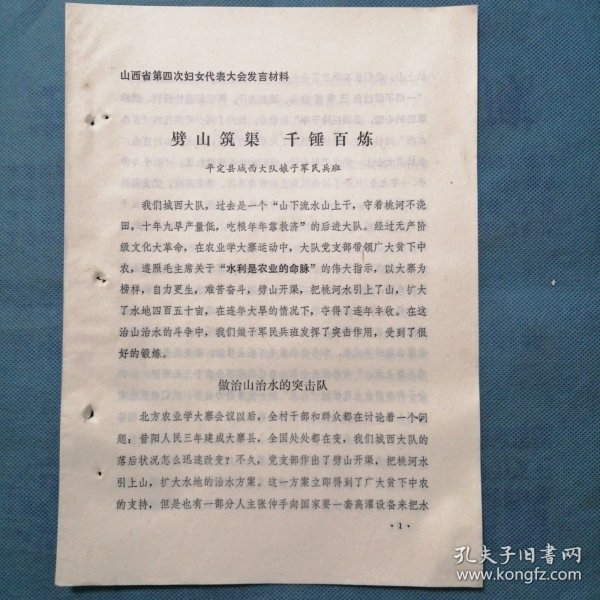 山西省第四次妇女代表大会发言材料
劈山筑渠 千锤百炼
平定县城西大队娘子军民兵班
我们城西大队，过去是一个“山下流水山上干，守着桃河不浇
田，十年九旱产量低，吃粮年年靠救济”的后进大队。经过无产阶
级文化大革命，在农业学大寨运动中，大队党支部带领广大贫下中
农，遵照毛主席关于“水利是农业的命脉”的伟大指示，以大寨为
榜样，自力更生，艰苦奋斗，劈山开渠，把桃河水引上了山，扩大
了水地四百五十亩，在连年大旱的情况下，夺得了连年丰收。在这
治山治水的斗争中，我们娘子军民兵班发挥了突击作用，受到了很
好的锻炼。
做治山治水的突击队
北方农业学大寨会议以后，全村干部和群众都在讨论着一个问
题：昔阳人民三年建成大寨县，全国处处都在变，我们城西大队的
落后状况怎么迅速改变？不久，党支部作出了劈山开渠，把桃河水
引上山，扩大水地的治水方案。这一方案立即得到了广大贫下中农
的支持，但是也有一部分人主张伸手向国家要一套高灌设备来把水
·1·
孔夫子旧书网
www.kongfz.com